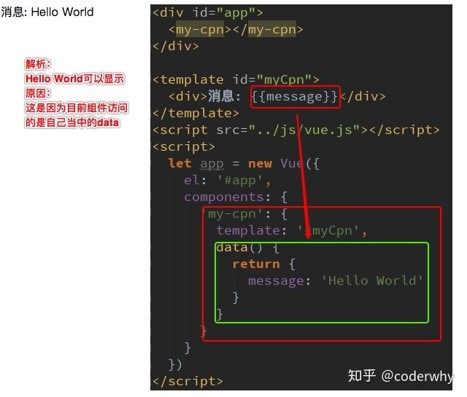 消息: Hello World
解析:
Hello World可以显示
原因:
这是因为目前组件访问
的是自己当中的data
<div id="app">
<my-cpn></my-cpn>
</div>
<template id="myCpn">
<div>消息: {{message}}</div>
</template>
<script src="../js/vue.js"></script>
<script>
let app = new Vue({
el: '#app',
components: {
'my-cpn': {
template: '#myCpn',
data() {
return {
message: 'Hello World'
}
}
}
}
})
</script>
知乎 @coderwhy